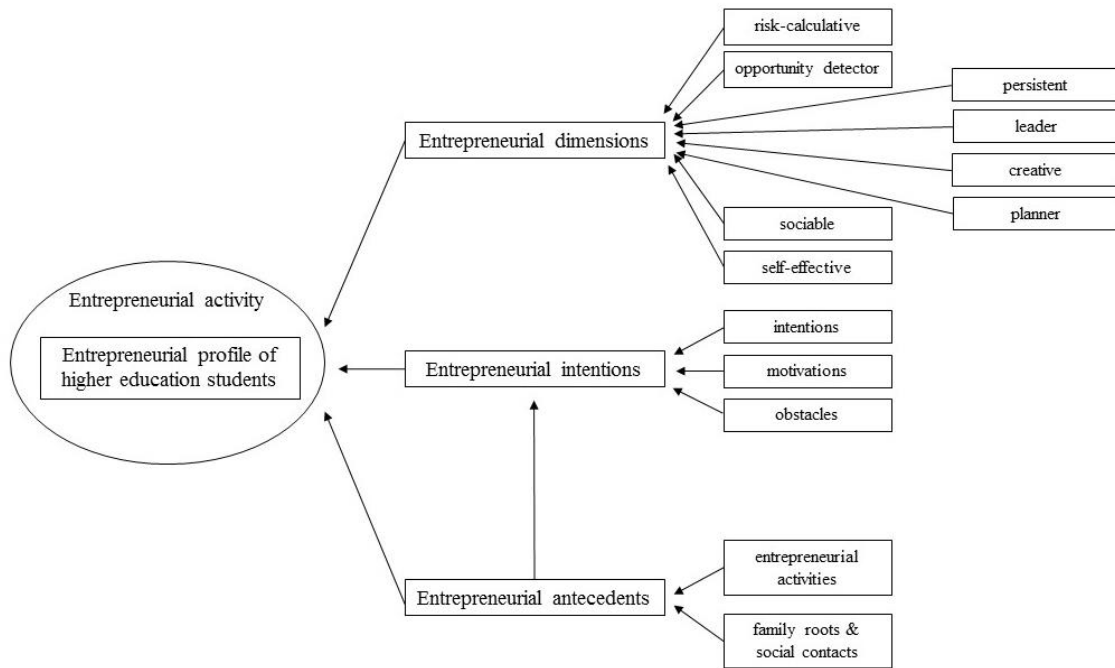 risk-calculative
opportunity detector
persistent
Entrepreneurial dimensions
leader
creative
planner
sociable
self-effective
Entrepreneurial activity
Entrepreneurial profile of
higher education students
intentions
Entrepreneurial intentions
motivations
obstacles
entrepreneurial
activities
Entrepreneurial antecedents
family roots &
social contacts